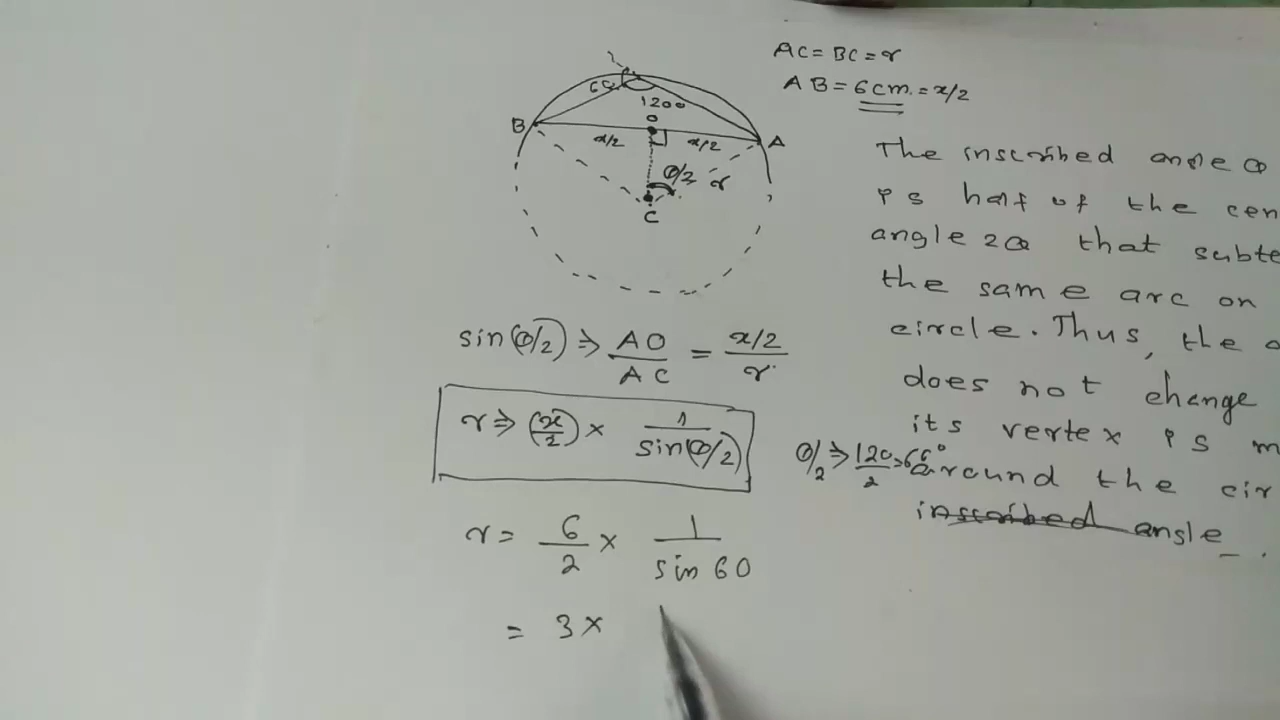 AC = BC = r
AB = 6cm. = x/2
1200
B
O
A
x/2
x/2
θ/2
r
C
The inscribed angle θ
is half of the cen
angle 2θ that subte
the same arc on
circle. Thus, the a
does not change
its vertex is m
around the cir
inscribed angle
sin(θ/2) ⇒ AO/AC = x/2/r
r ⇒ (x/2) × 1/sin(θ/2)
θ/2 ⇒ 120/2 = 60°
r = 6/2 × 1/sin 60
= 3 ×